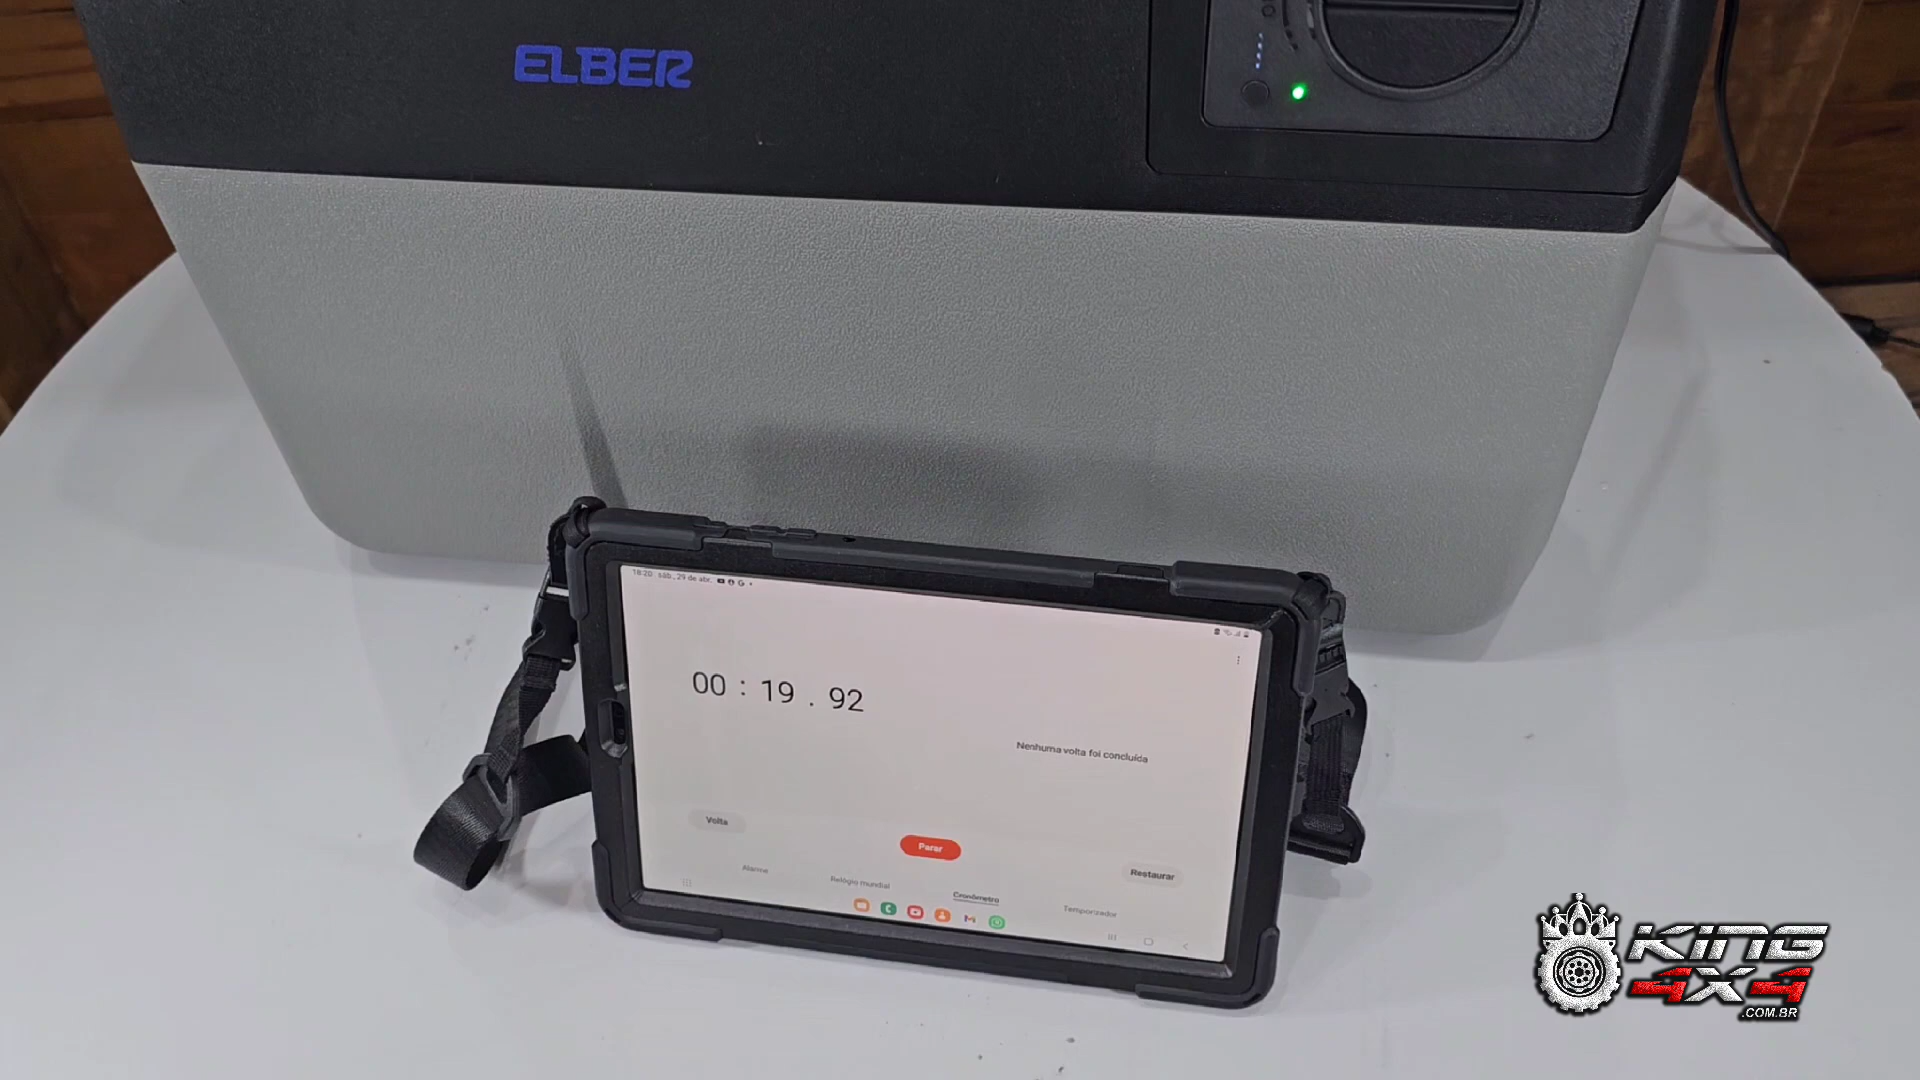 ELBER
18:20 sáb., 29 de abr.
00 : 19 . 92
Nenhuma volta foi concluída
Volta
Parar
Restaurar
Alarme
Relógio mundial
Cronômetro
Temporizador
KING
4X4
.COM.BR